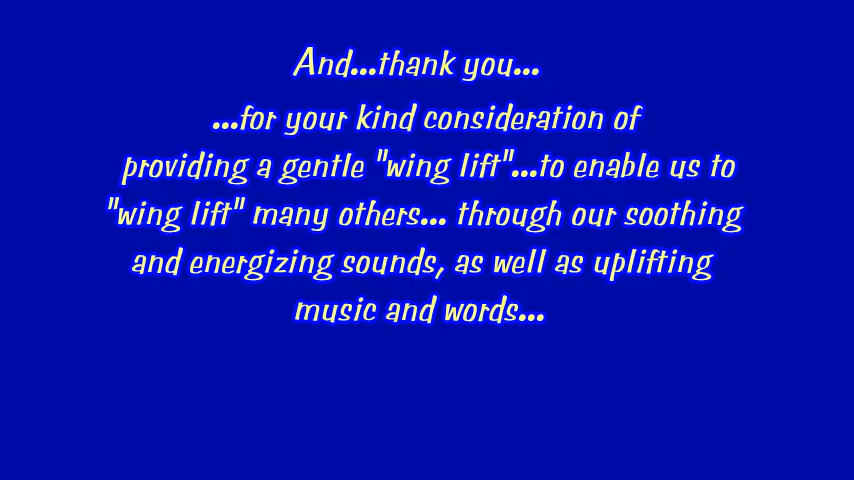 And...thank you...
...for your kind consideration of
providing a gentle "wing lift"...to enable us to
"wing lift" many others... through our soothing
and energizing sounds, as well as uplifting
music and words...